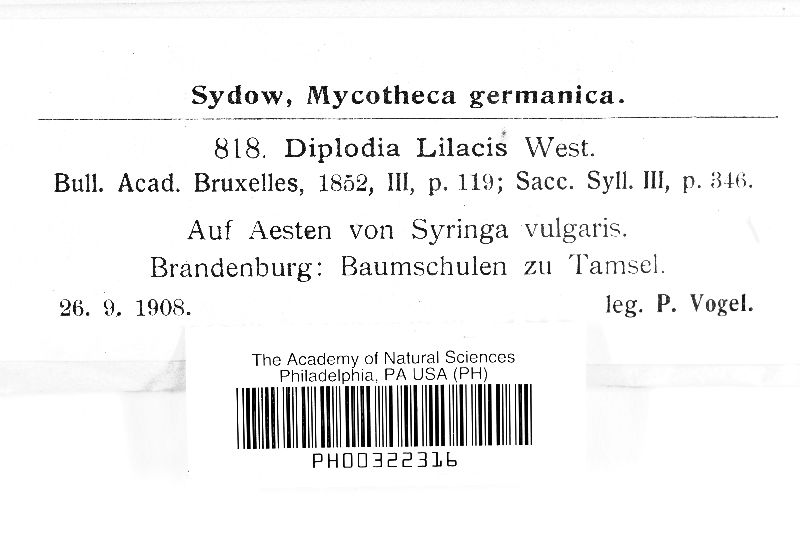 Sydow, Mycotheca germanica.
818. Diplodia Lilacis West.
Bull. Acad. Bruxelles, 1852, III, p. 119; Sacc. Syll. III, p. 346.
Auf Aesten von Syringa vulgaris.
Brandenburg: Baumschulen zu Tamsel.
26. 9. 1908. leg. P. Vogel.
The Academy of Natural Sciences
Philadelphia, PA USA (PH)
PH00322316